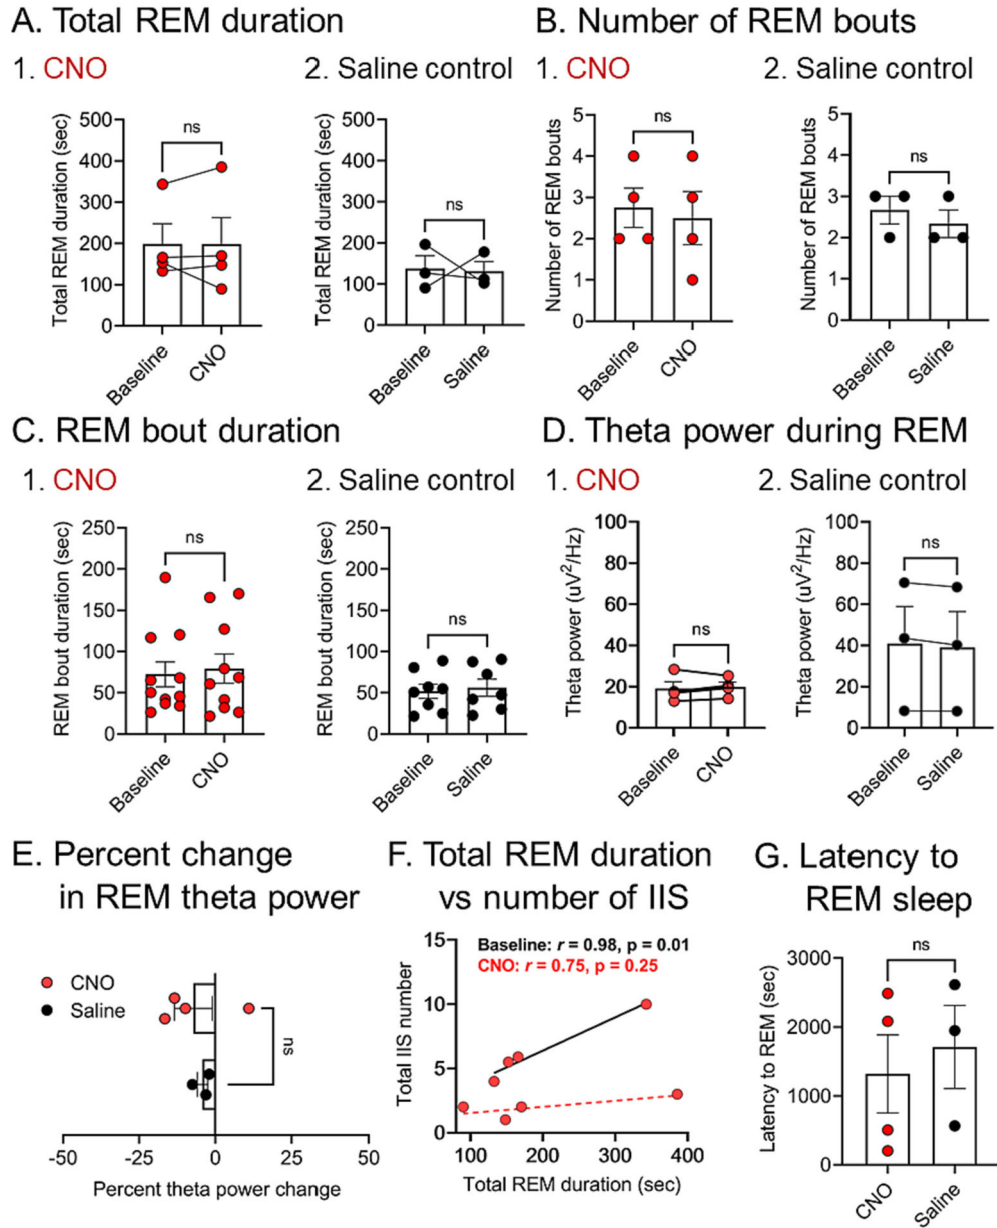 A. Total REM duration
1. CNO
2. Saline control
Total REM duration (sec)
500
400
300
200
100
0
ns
Baseline
CNO
Total REM duration (sec)
500
400
300
200
100
0
ns
Baseline
Saline
B. Number of REM bouts
1. CNO
2. Saline control
Number of REM bouts
5
4
3
2
1
0
ns
Baseline
CNO
Number of REM bouts
5
4
3
2
1
0
ns
Baseline
Saline
C. REM bout duration
1. CNO
2. Saline control
REM bout duration (sec)
250
200
150
100
50
0
ns
Baseline
CNO
REM bout duration (sec)
250
200
150
100
50
0
ns
Baseline
Saline
D. Theta power during REM
1. CNO
2. Saline control
Theta power (uV²/Hz)
100
80
60
40
20
0
ns
Baseline
CNO
Theta power (uV²/Hz)
100
80
60
40
20
0
ns
Baseline
Saline
E. Percent change
in REM theta power
CNO
Saline
ns
-50
-25
0
25
50
Percent theta power change
F. Total REM duration
vs number of IIS
Baseline: r = 0.98, p = 0.01
CNO: r = 0.75, p = 0.25
Total IIS number
15
10
5
0
100
200
300
400
Total REM duration (sec)
G. Latency to
REM sleep
Latency to REM (sec)
3000
2000
1000
0
ns
CNO
Saline